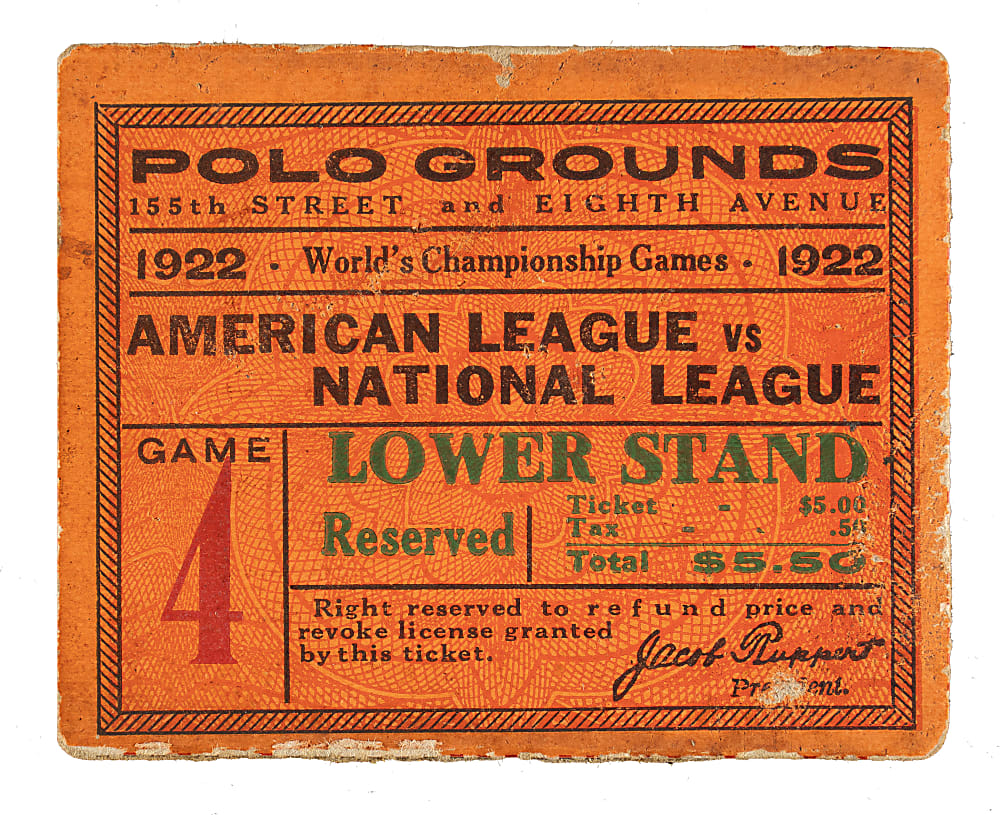 POLO GROUNDS
155th STREET and EIGHTH AVENUE
1922 · World's Championship Games · 1922
AMERICAN LEAGUE vs
NATIONAL LEAGUE
GAME
4
LOWER STAND
Reserved
Ticket - $5.00
Tax - - .50
Total $5.50
Right reserved to refund price and
revoke license granted
by this ticket.
Jacob Ruppert
President.